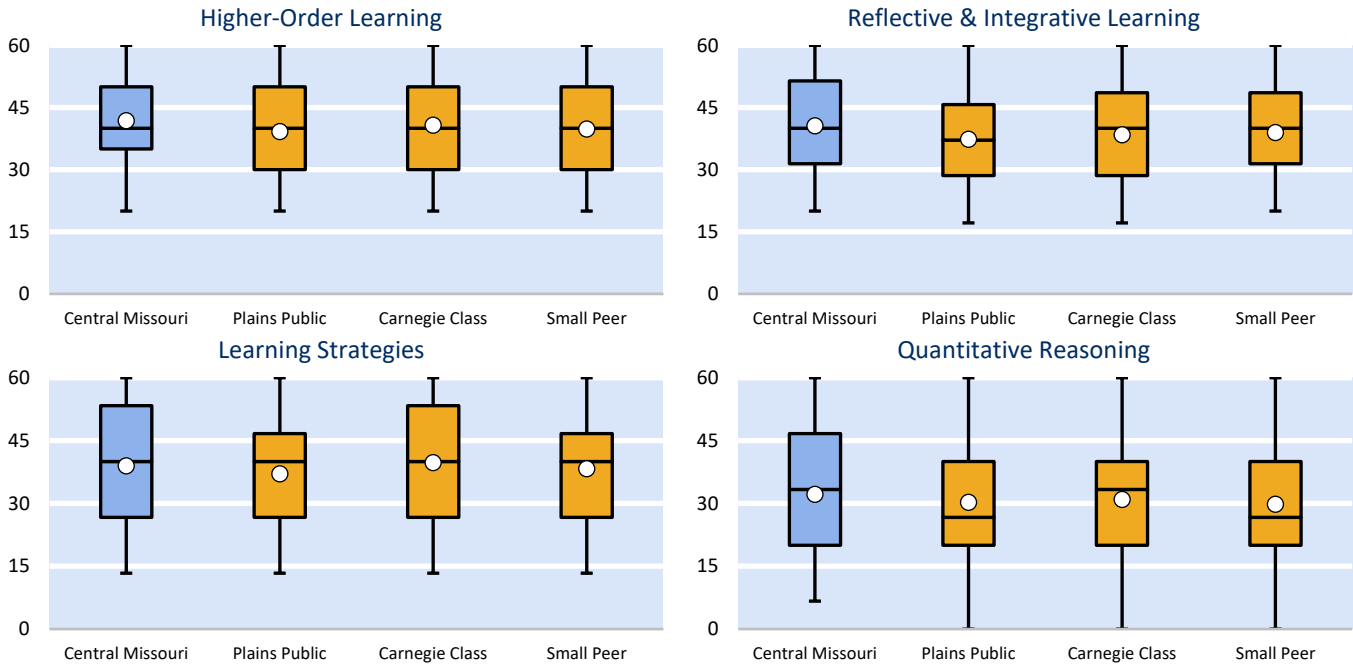 Higher-Order Learning
60
45
30
15
0
Central Missouri Plains Public Carnegie Class Small Peer
Reflective & Integrative Learning
60
45
30
15
0
Central Missouri Plains Public Carnegie Class Small Peer
Learning Strategies
60
45
30
15
0
Central Missouri Plains Public Carnegie Class Small Peer
Quantitative Reasoning
60
45
30
15
0
Central Missouri Plains Public Carnegie Class Small Peer